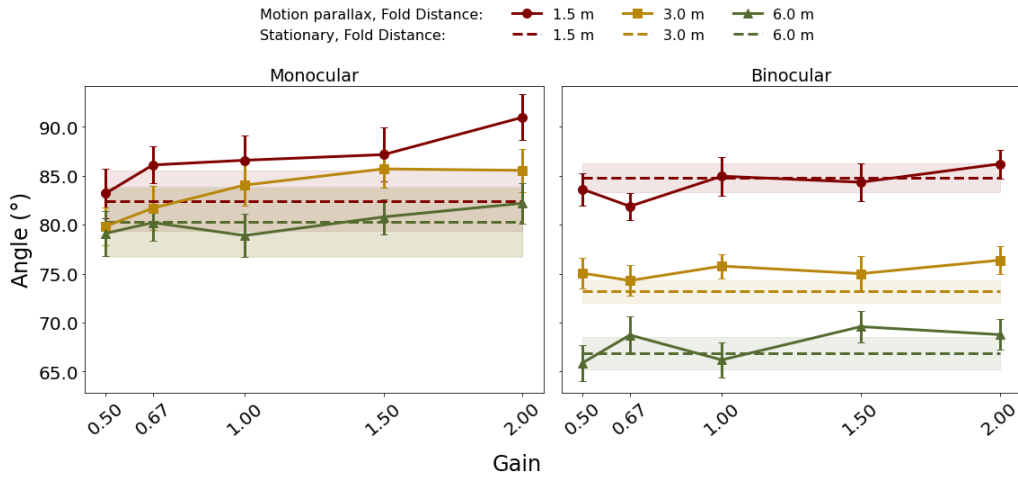 Motion parallax, Fold Distance: 1.5 m 3.0 m 6.0 m
Stationary, Fold Distance: 1.5 m 3.0 m 6.0 m
Monocular Binocular
90.0
85.0
80.0
75.0
70.0
65.0
Angle (°)
0.50 0.67 1.00 1.50 2.00 0.50 0.67 1.00 1.50 2.00
Gain